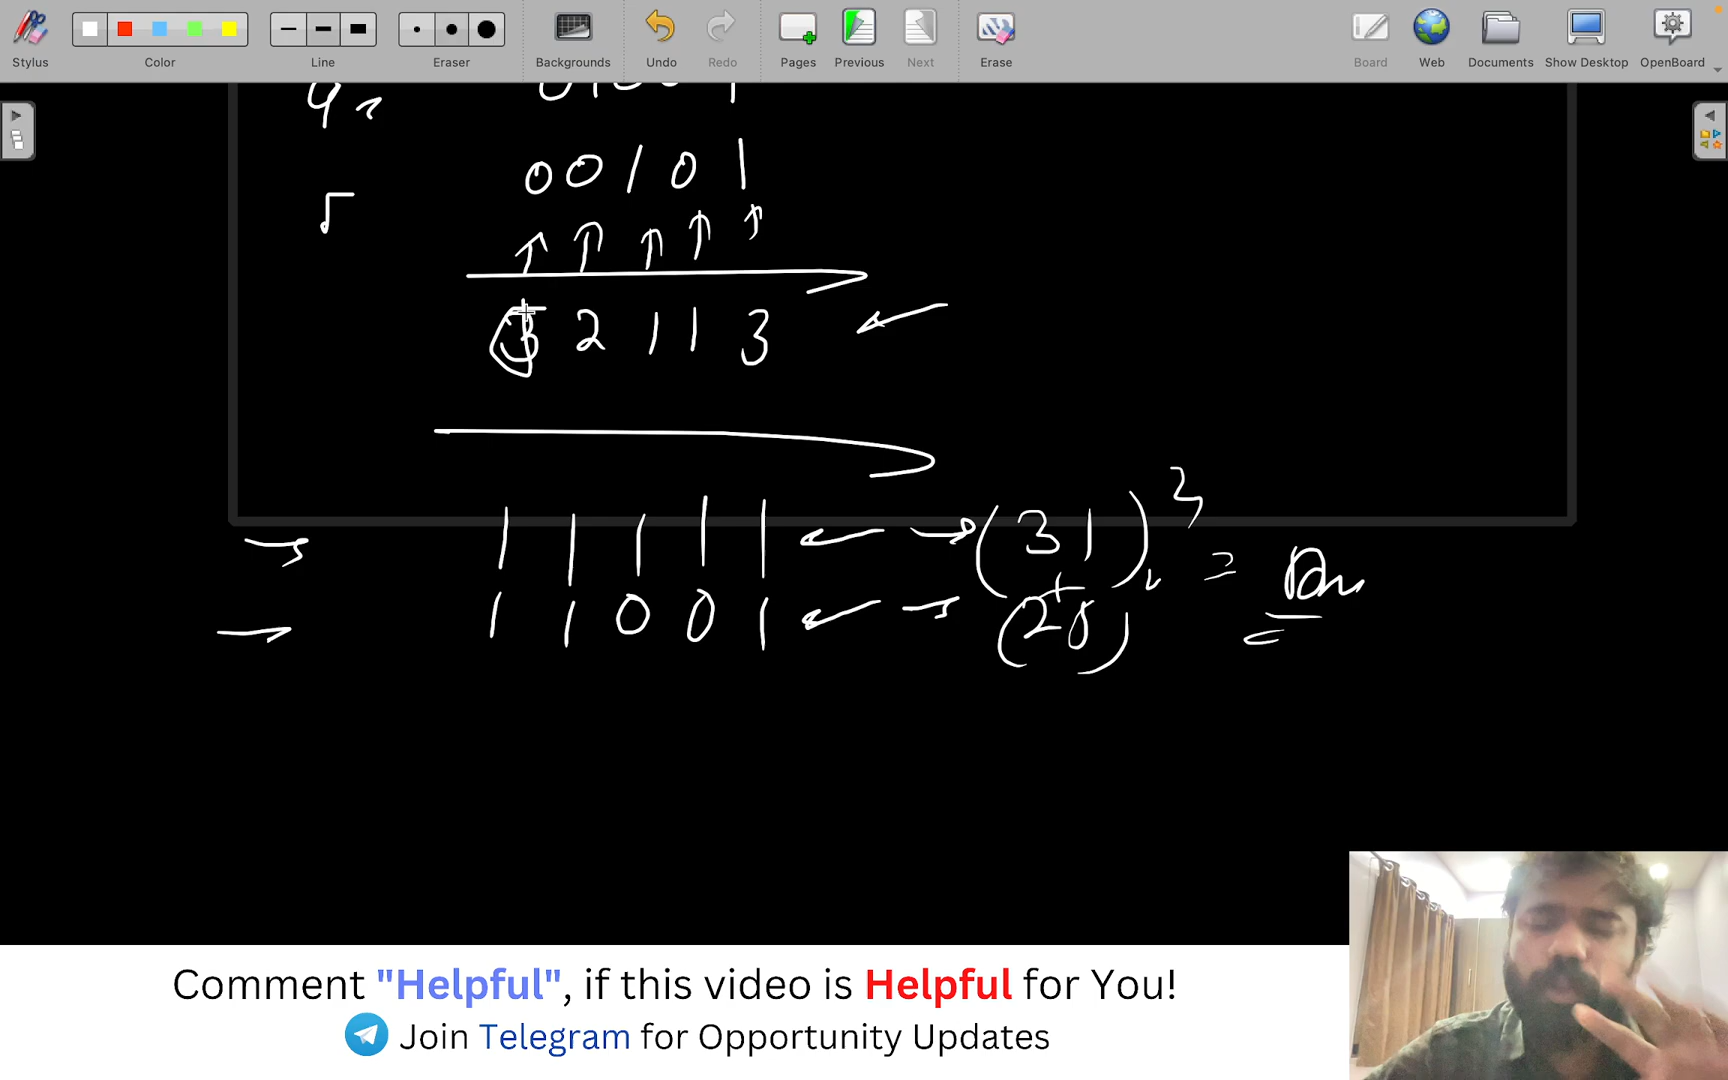 Stylus Color Line Eraser Backgrounds Undo Redo Pages Previous Next Erase Board Web Documents Show Desktop OpenBoard
0 0 1 0 1
5
3 2 1 1 3
1 1 1 1 1 (31)
1 1 0 0 1
Comment "Helpful", if this video is Helpful for You!
Join Telegram for Opportunity Updates